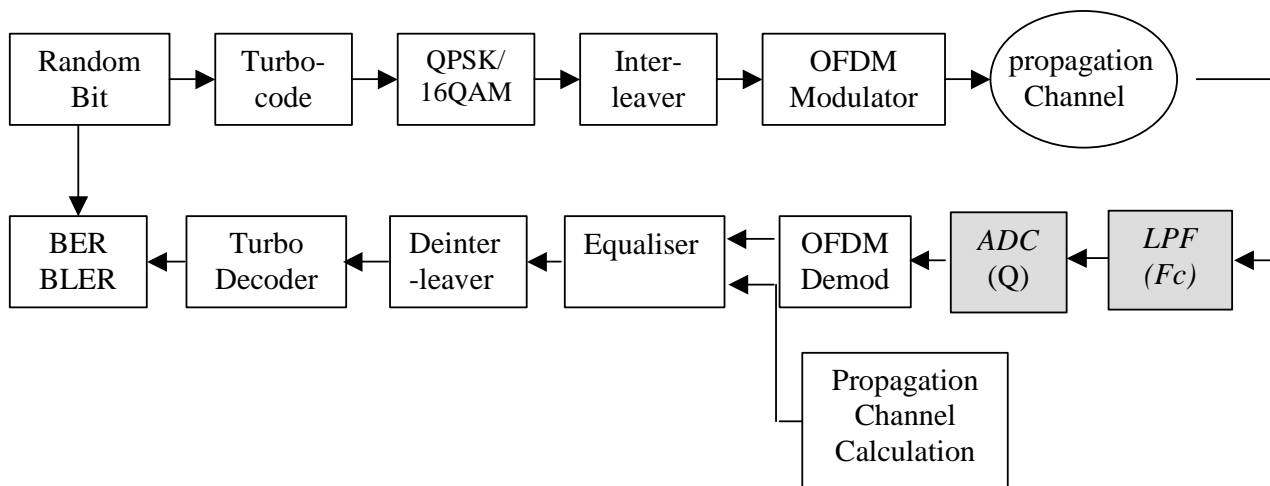 Random
Bit
Turbo-
code
QPSK/
16QAM
Inter-
leaver
OFDM
Modulator
propagation
Channel
BER
BLER
Turbo
Decoder
Deinter
-leaver
Equaliser
OFDM
Demod
ADC
(Q)
LPF
(Fc)
Propagation
Channel
Calculation